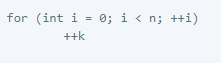 for (int i = 0; i < n; ++i)
        ++k